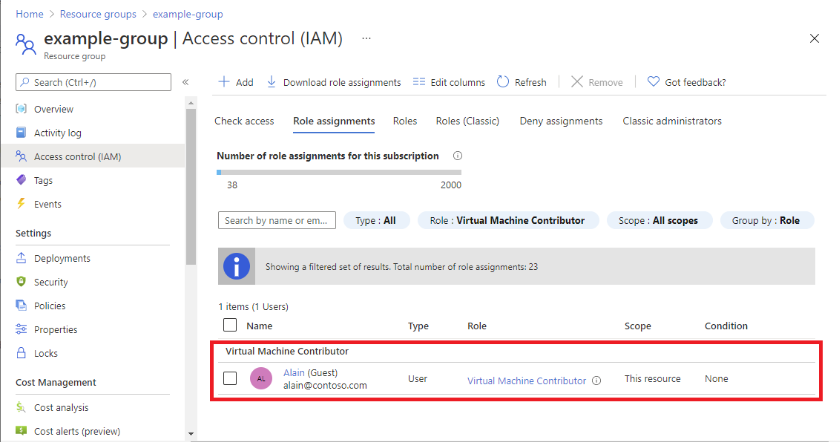 Home > Resource groups > example-group
example-group | Access control (IAM) ...
Resource group
Search (Ctrl+/)
«
Overview
Activity log
Access control (IAM)
Tags
Events
Settings
Deployments
Security
Policies
Properties
Locks
Cost Management
Cost analysis
Cost alerts (preview)
Add
Download role assignments
Edit columns
Refresh
Remove
Got feedback?
Check access
Role assignments
Roles
Roles (Classic)
Deny assignments
Classic administrators
Number of role assignments for this subscription
38
2000
Search by name or em...
Type : All
Role : Virtual Machine Contributor
Scope : All scopes
Group by : Role
Showing a filtered set of results. Total number of role assignments: 23
1 items (1 Users)
Name
Type
Role
Scope
Condition
Virtual Machine Contributor
AL
Alain (Guest)
alain@contoso.com
User
Virtual Machine Contributor
This resource
None